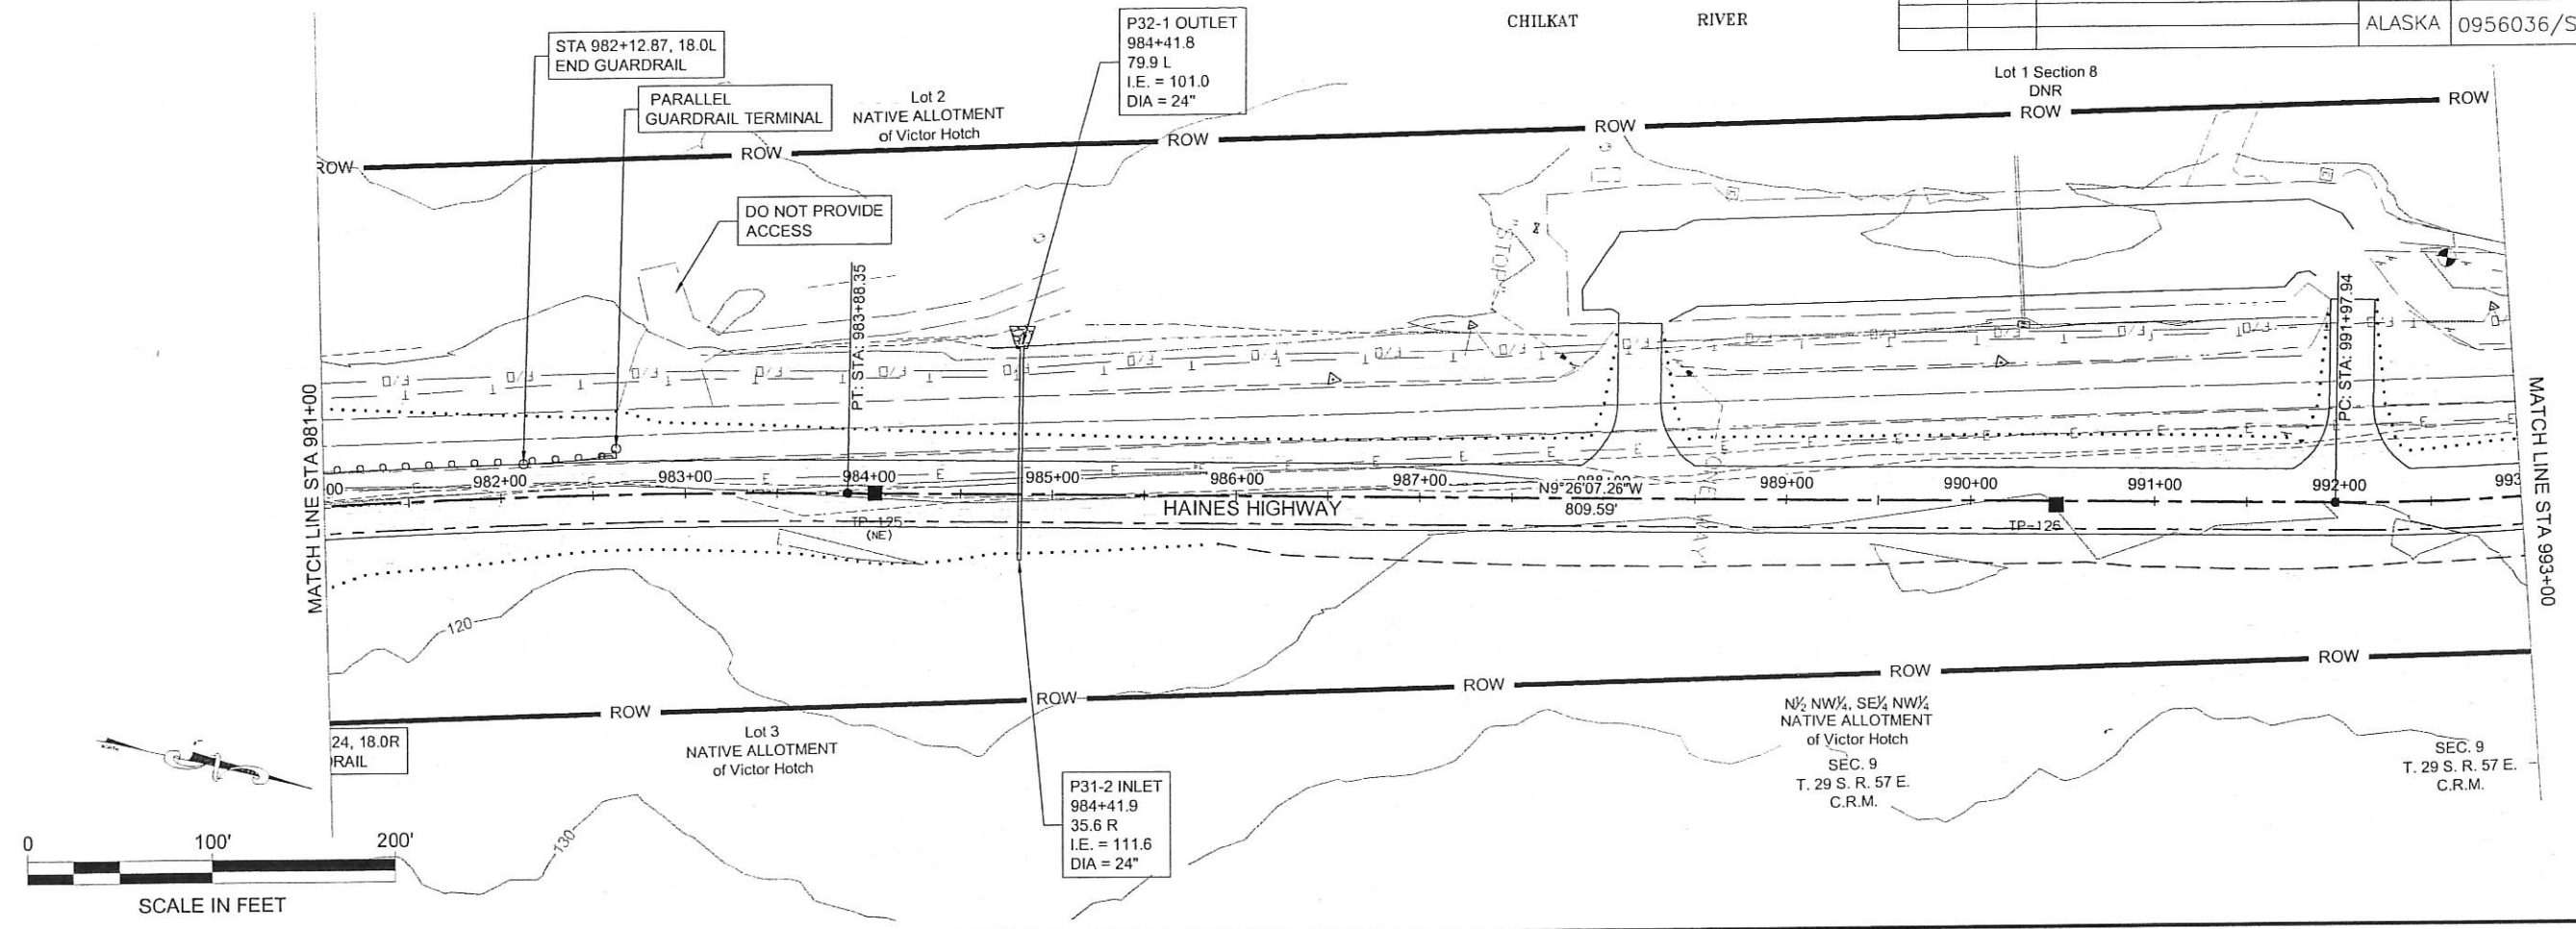 CHILKAT RIVER
ALASKA 0956036/S
STA 982+12.87, 18.0L
END GUARDRAIL
PARALLEL
GUARDRAIL TERMINAL
Lot 2
NATIVE ALLOTMENT
of Victor Hotch
P32-1 OUTLET
984+41.8
79.9 L
I.E. = 101.0
DIA = 24"
Lot 1 Section 8
DNR
ROW
ROW
ROW
ROW
ROW
ROW
DO NOT PROVIDE
ACCESS
"STOP"
PT: STA: 983+88.35
PC: STA: 991+97.94
MATCH LINE STA 981+00
MATCH LINE STA 993+00
00
982+00
983+00
984+00
985+00
986+00
987+00
989+00
990+00
991+00
992+00
993
N9°26'07.26"W
809.59'
HAINES HIGHWAY
TP-125
(NE)
TP-126
120
130
ROW
ROW
ROW
ROW
ROW
24, 18.0R
RAIL
Lot 3
NATIVE ALLOTMENT
of Victor Hotch
P31-2 INLET
984+41.9
35.6 R
I.E. = 111.6
DIA = 24"
N½ NW¼, SE¼ NW¼
NATIVE ALLOTMENT
of Victor Hotch
SEC. 9
T. 29 S. R. 57 E.
C.R.M.
SEC. 9
T. 29 S. R. 57 E.
C.R.M.
0 100' 200'
SCALE IN FEET